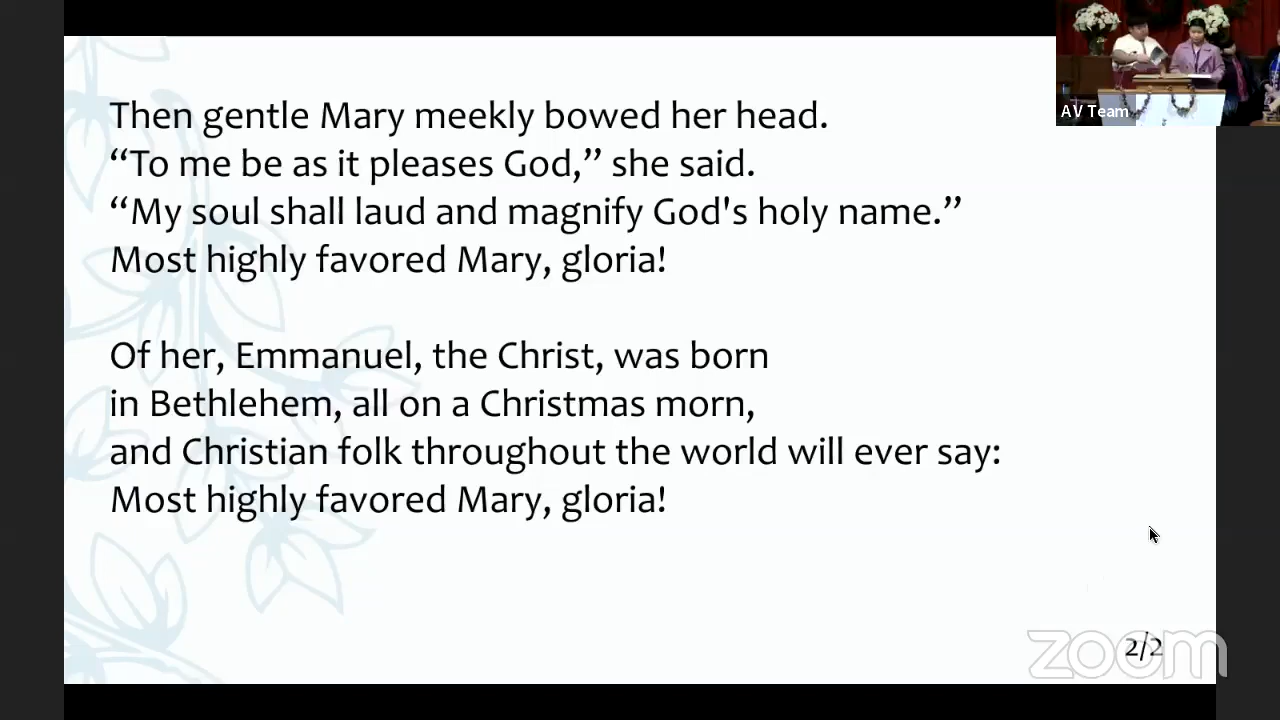 Then gentle Mary meekly bowed her head.
“To me be as it pleases God,” she said.
“My soul shall laud and magnify God's holy name.”
Most highly favored Mary, gloria!
Of her, Emmanuel, the Christ, was born
in Bethlehem, all on a Christmas morn,
and Christian folk throughout the world will ever say:
Most highly favored Mary, gloria!
AV Team
2/2
zoom